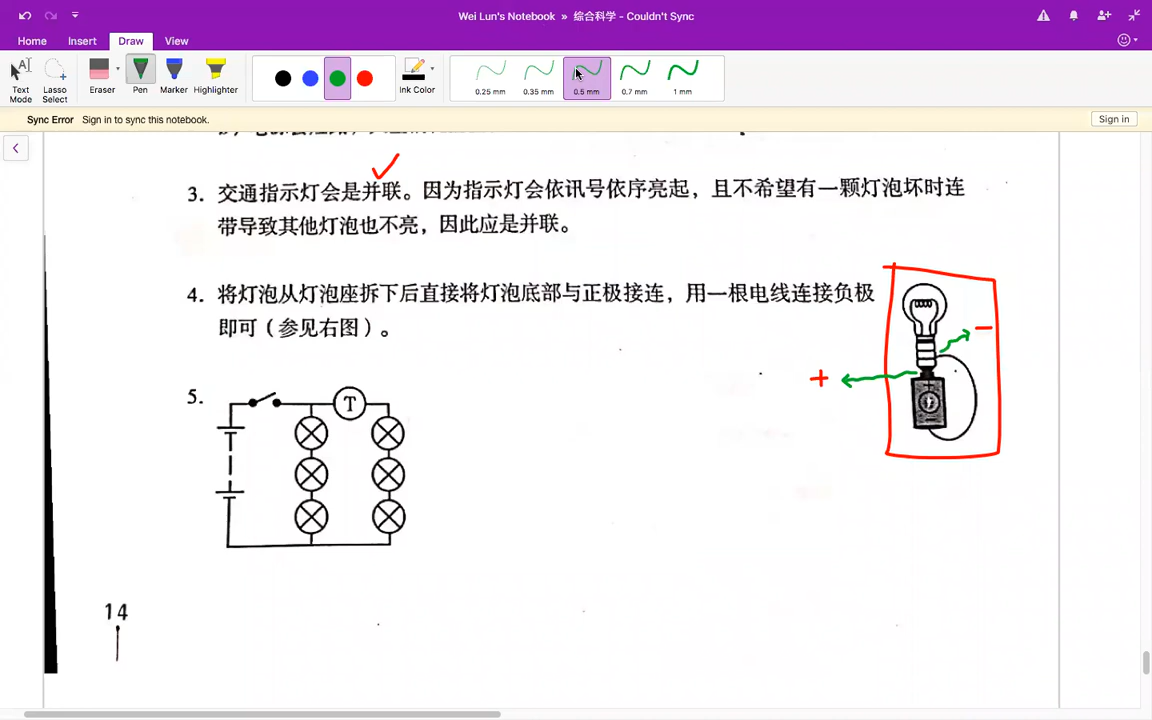 Wei Lun's Notebook » 综合科学 - Couldn't Sync
Home Insert Draw View
Text Mode
Lasso Select
Eraser
Pen
Marker
Highlighter
Ink Color
0.25 mm
0.35 mm
0.5 mm
0.7 mm
1 mm
Sync Error Sign in to sync this notebook.
Sign in
3. 交通指示灯会是并联。因为指示灯会依讯号依序亮起，且不希望有一颗灯泡坏时连
带导致其他灯泡也不亮，因此应是并联。
4. 将灯泡从灯泡座拆下后直接将灯泡底部与正极接连，用一根电线连接负极
即可（参见右图）。
−
+
+
−
5.
T
14